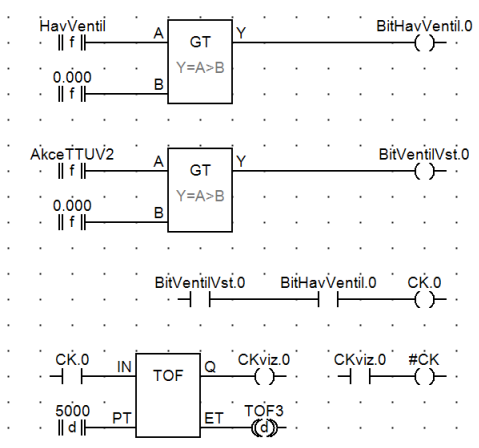 HavVentil A GT Y BitHavVentil.0
f Y=A>B ( )
0.000 B
f
AkceTTUV2 A GT Y BitVentilVst.0
f Y=A>B ( )
0.000 B
f
BitVentilVst.0 BitHavVentil.0 CK.0
( )
CK.0 IN TOF Q CKviz.0 CKviz.0 #CK
( ) ( )
5000 PT ET TOF3
d (d)